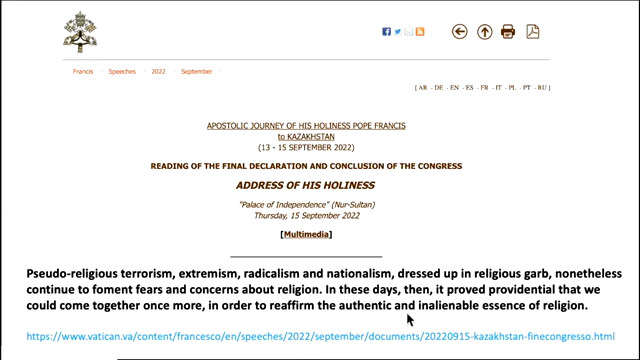 Francis
Speeches
2022
September
[ AR - DE - EN - ES - FR - IT - PL - PT - RU ]
APOSTOLIC JOURNEY OF HIS HOLINESS POPE FRANCIS
to KAZAKHSTAN
(13 - 15 SEPTEMBER 2022)
READING OF THE FINAL DECLARATION AND CONCLUSION OF THE CONGRESS
ADDRESS OF HIS HOLINESS
"Palace of Independence" (Nur-Sultan)
Thursday, 15 September 2022
[Multimedia]
Pseudo-religious terrorism, extremism, radicalism and nationalism, dressed up in religious garb, nonetheless
continue to foment fears and concerns about religion. In these days, then, it proved providential that we
could come together once more, in order to reaffirm the authentic and inalienable essence of religion.
https://www.vatican.va/content/francesco/en/speeches/2022/september/documents/20220915-kazakhstan-finecongresso.html